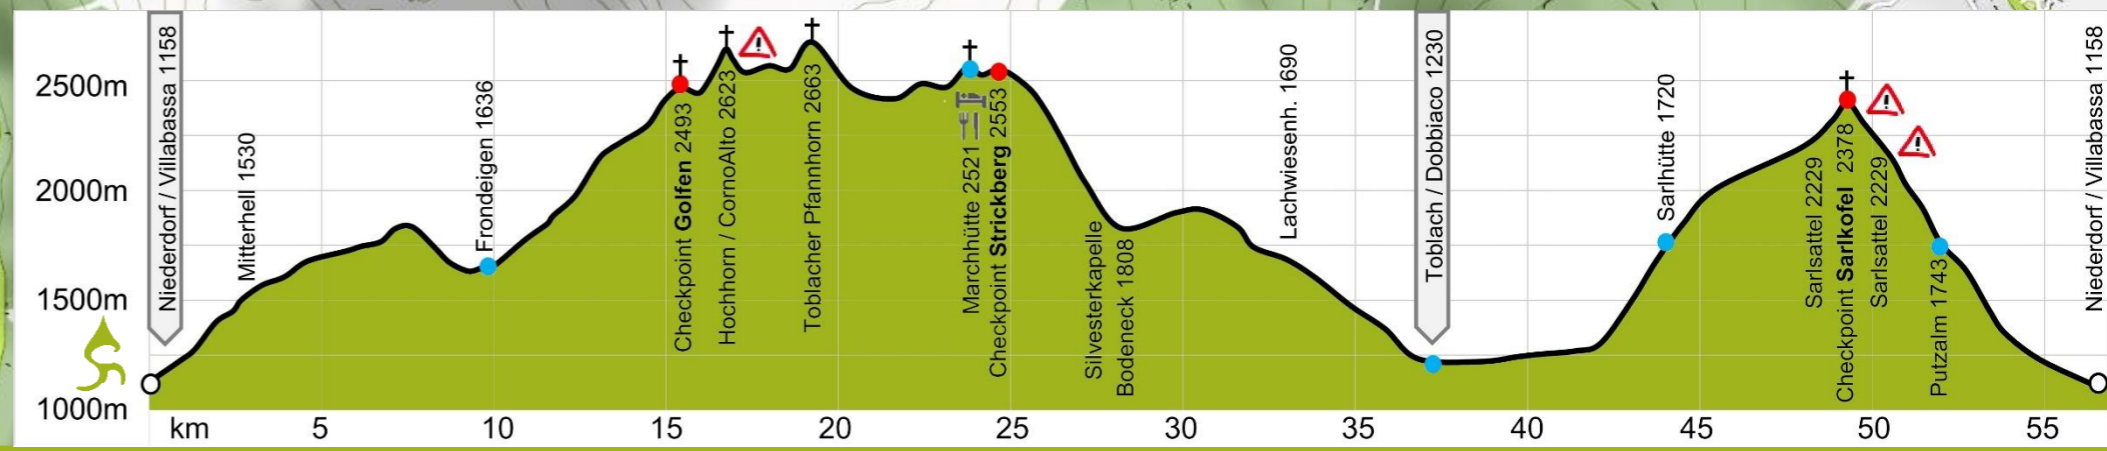 2500m
2000m
1500m
1000m
Niederdorf / Villabassa 1158
Mitterhell 1530
Frondeigen 1636
Checkpoint Golfen 2493
Hochhorn / CornoAlto 2623
Toblacher Pfannhorn 2663
Marchhütte 2521
Checkpoint Strickberg 2553
Silvesterkapelle
Bodeneck 1808
Lachwiesenh. 1690
Toblach / Dobbiaco 1230
Sarlhütte 1720
Sarlsattel 2229
Checkpoint Sarlkofel 2378
Sarlsattel 2229
Putzalm 1743
Niederdorf / Villabassa 1158
km 5 10 15 20 25 30 35 40 45 50 55